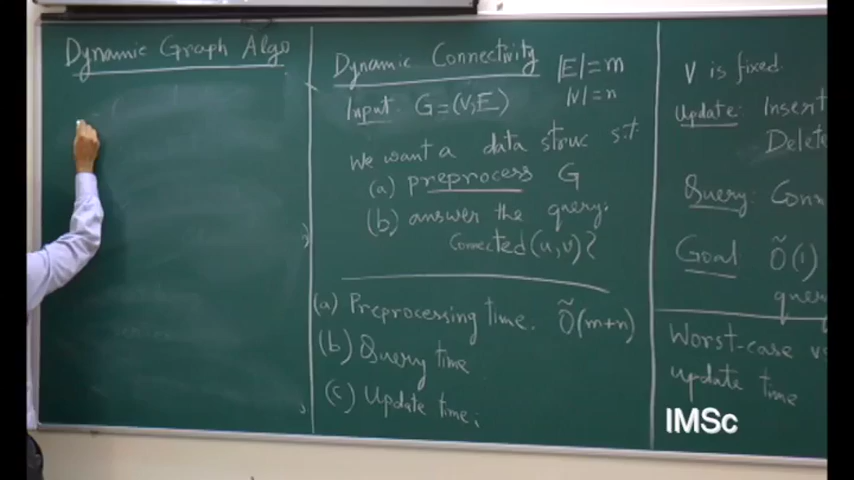 Dynamic Graph Algo
Dynamic Connectivity
|E| = m
|V| = n
Input: G = (V, E)
We want a data struc s.t.
(a) preprocess G
(b) answer the query:
Connected(u,v)?
(a) Preprocessing time. Õ(m+n)
(b) Query time
(c) Update time;
V is fixed.
Update: Insert
Delete
Query: Conn
Goal Õ(1)
query
Worst-case
update time
IMSc